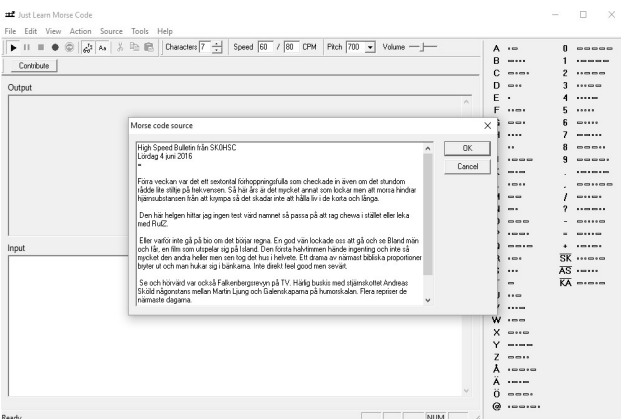 Just Learn Morse Code
File Edit View Action Source Tools Help
Characters 7 Speed 60 / 80 CPM Pitch 700 Volume
Contribute
Output
Morse code source
High Speed Bulletin från SK0HSC
Lördag 4 juni 2016
=
Förra veckan var det ett sextontal förhoppningsfulla som checkade in även om det stundom
rådde lite stiltje på frekvensen. Så här års är det mycket annat som lockar men att morsa hindrar
hjärnsubstansen från att krympa så det skadar inte att hålla liv i de korta och långa.
Den här helgen hittar jag ingen test värd namnet så passa på att rag chewa i stället eller leka
med RufZ.
Eller varför inte gå på bio om det börjar regna. En god vän lockade oss att gå och se Bland män
och får, en film som utspelar sig på Island. Den första halvtimmen hände ingenting och inte så
mycket den andra heller men sen tog det hus i helvete. Ett drama av närmast bibliska proportioner
bryter ut och man hukar sig i bänkarna. Inte direkt feel good men sevärt.
Se och hörvärd var också Falkenbergsrevyn på TV. Härlig buskis med stjärnskottet Andreas
Sköld någonstans mellan Martin Ljung och Galenskaparna på humorskalan. Flera repriser de
närmaste dagarna.
OK
Cancel
Input
Ready
NUM
A
B
C
D
E
F
G
H
W
X
Y
Z
Å
Ä
Ö
@
0
1
2
3
4
5
6
7
8
9
.
,
/
?
-
=
+
SK
AS
KA